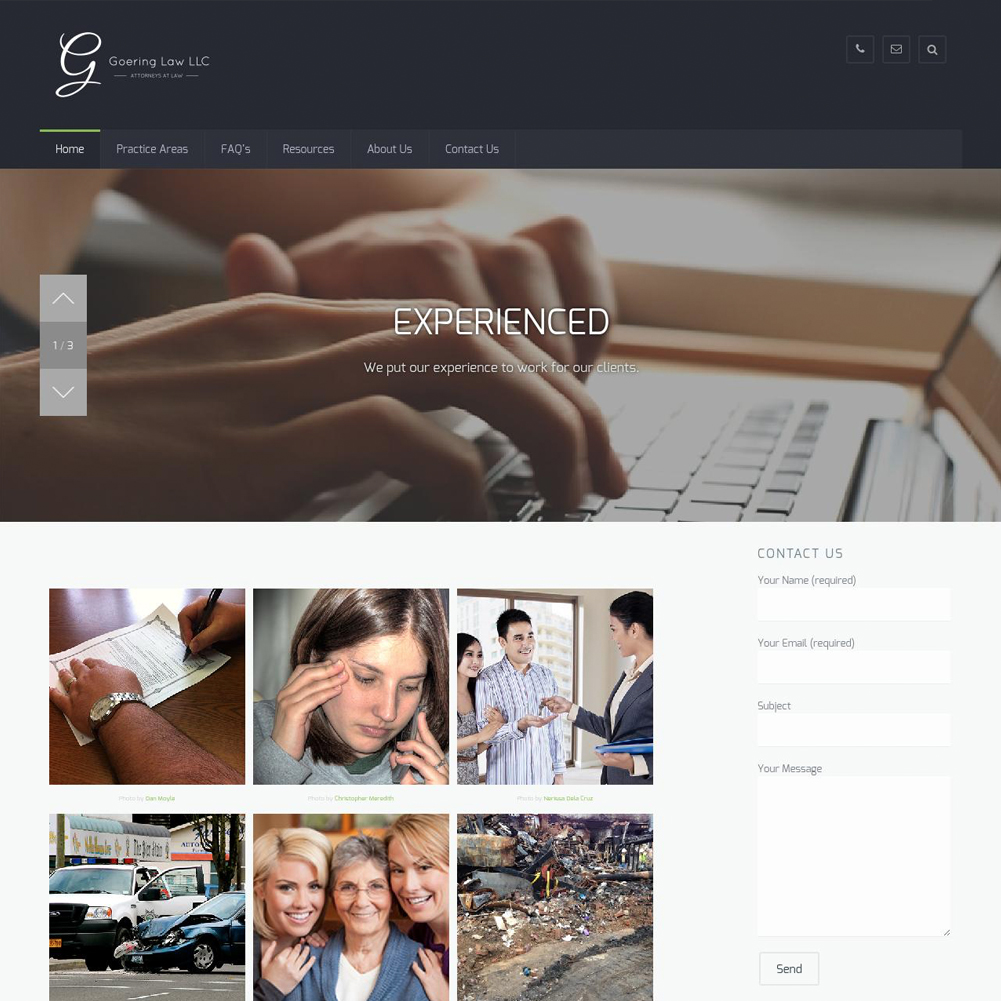 Goering Law LLC
ATTORNEYS AT LAW
Home
Practice Areas
FAQ's
Resources
About Us
Contact Us
1 / 3
EXPERIENCED
We put our experience to work for our clients.
CONTACT US
Your Name (required)
Your Email (required)
Subject
Your Message
Send
Photo by Dan Moyle
Photo by Christopher Meredith
Photo by Nerissa Dela Cruz
AUTO